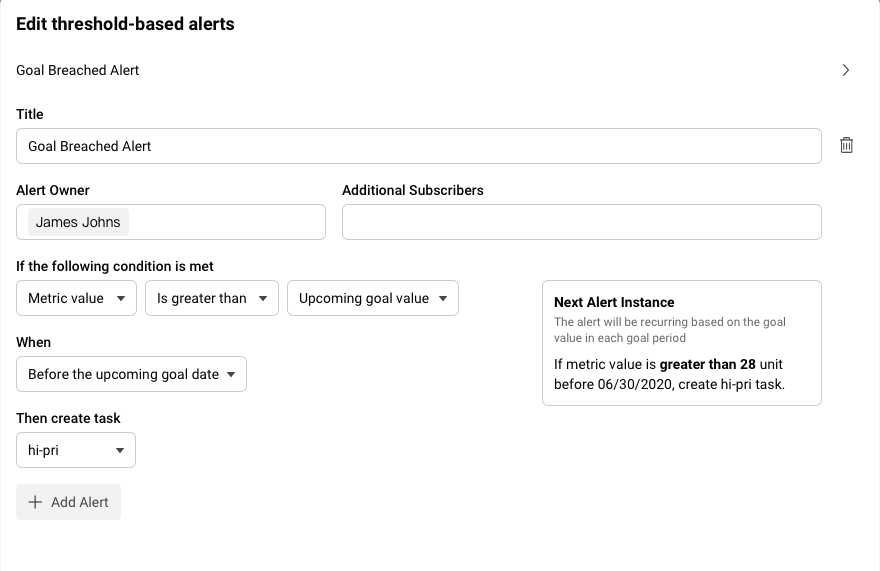 Edit threshold-based alerts
Goal Breached Alert
Title
Goal Breached Alert
Alert Owner
Additional Subscribers
James Johns
If the following condition is met
Metric value
Is greater than
Upcoming goal value
Next Alert Instance
The alert will be recurring based on the goal
value in each goal period
If metric value is greater than 28 unit
before 06/30/2020, create hi-pri task.
When
Before the upcoming goal date
Then create task
hi-pri
Add Alert